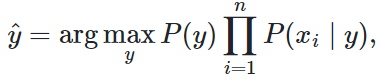 ŷ = arg max_y P(y) ∏_{i=1}^{n} P(x_i | y),